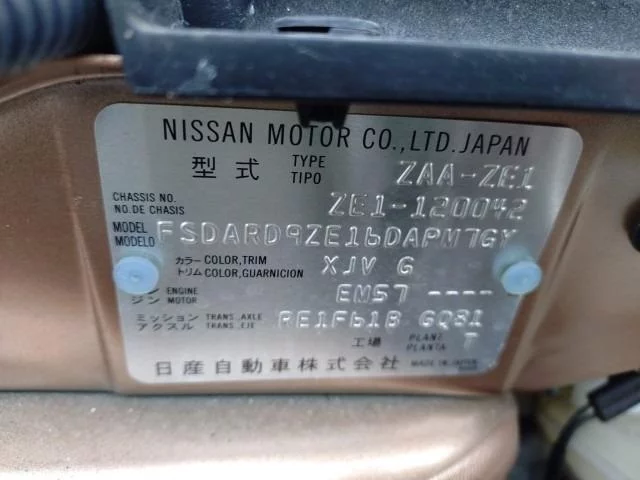 NISSAN MOTOR CO.,LTD.JAPAN
型式 TYPE TIPO ZAA-ZE1
CHASSIS NO. NO.DE CHASIS ZE1-120042
MODEL MODELO FSDARD9ZE16DAPM7GY
カラー COLOR,TRIM トリム COLOR,GUARNICION XJV G
ジン ENGINE MOTOR EM57 ----
ミッション TRANS.,AXLE アクスル TRANS.,EJE RE1F61B GQ81
工場 PLANT PLANTA T
日産自動車株式会社 MADE IN JAPAN